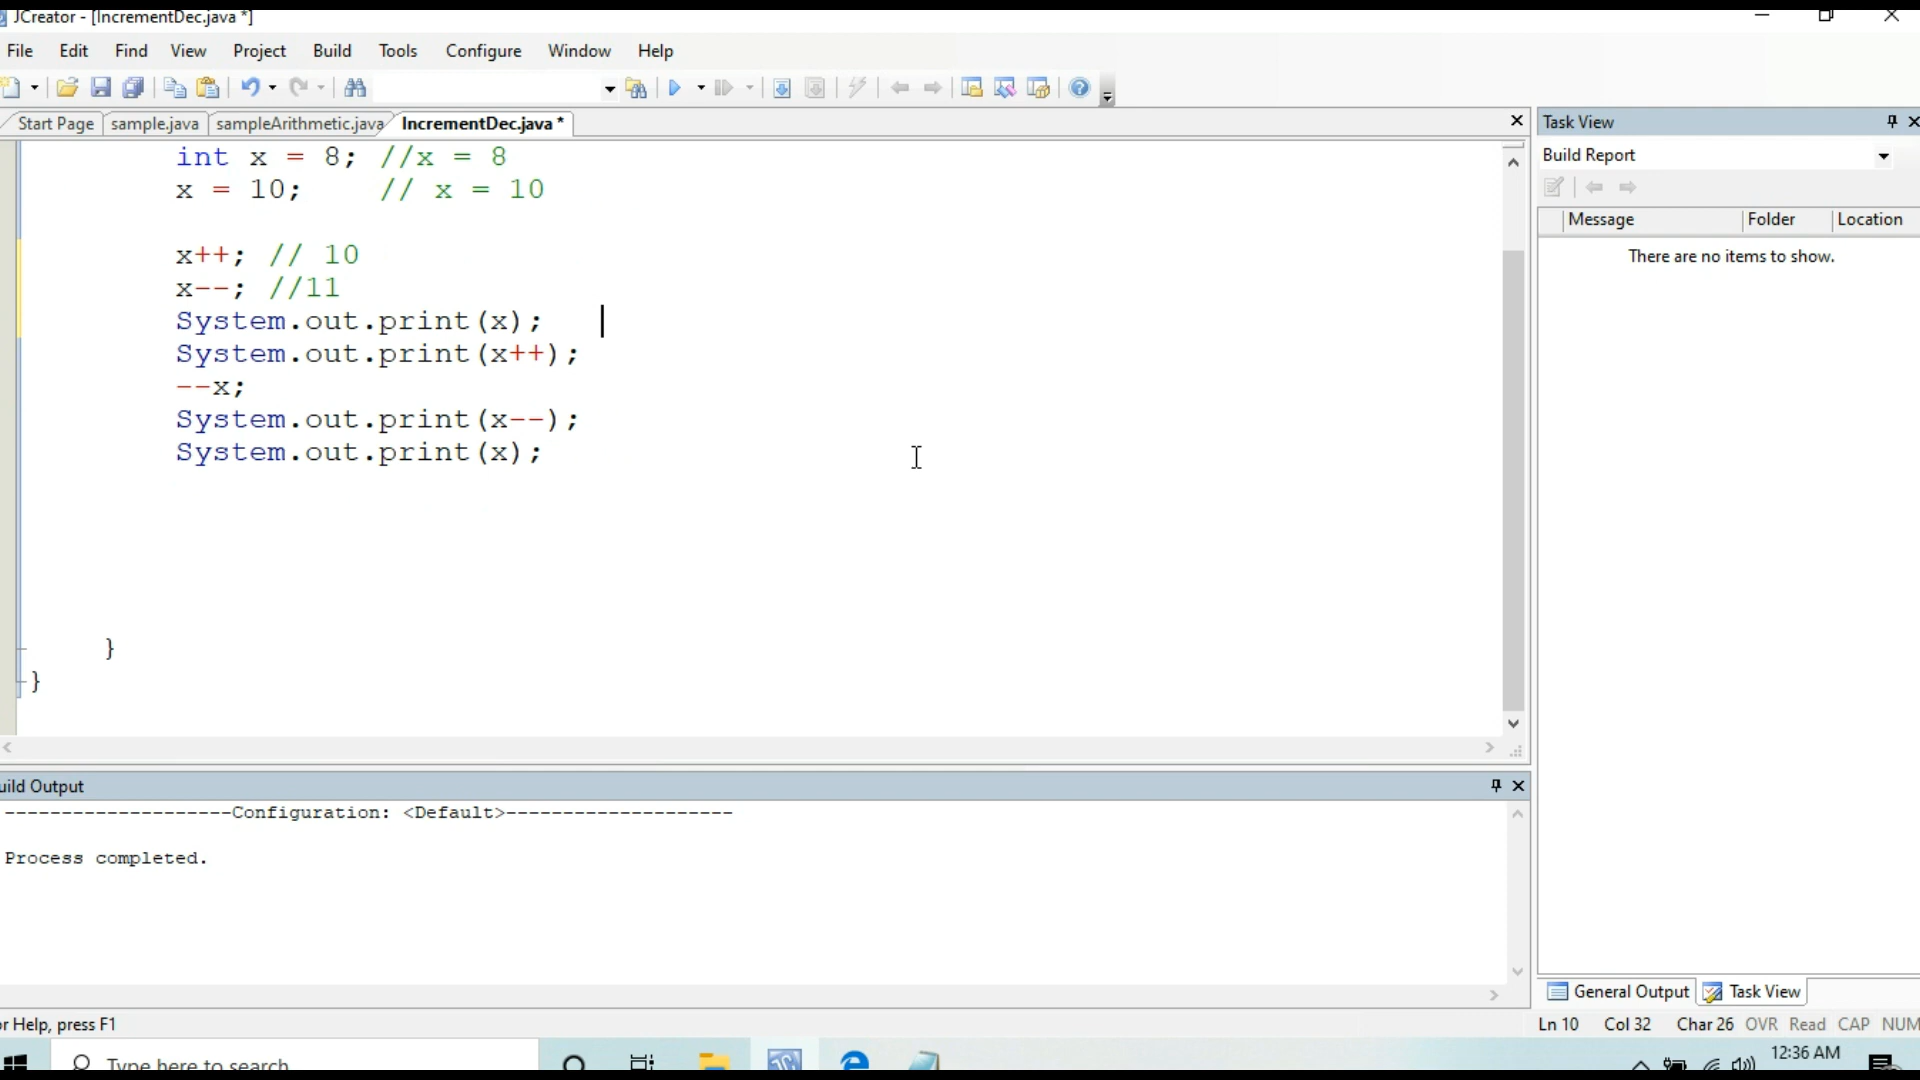 JCreator - [IncrementDec.java *]
File Edit Find View Project Build Tools Configure Window Help
Start Page sample.java sampleArithmetic.java IncrementDec.java *
int x = 8; //x = 8
x = 10; // x = 10
x++; // 10
x--; //11
System.out.print(x);
System.out.print(x++);
--x;
System.out.print(x--);
System.out.print(x);
}
}
Task View
Build Report
Message Folder Location
There are no items to show.
uild Output
--------------------Configuration: <Default>--------------------
Process completed.
General Output Task View
or Help, press F1
Ln 10 Col 32 Char 26 OVR Read CAP NUM
Type here to search
12:36 AM